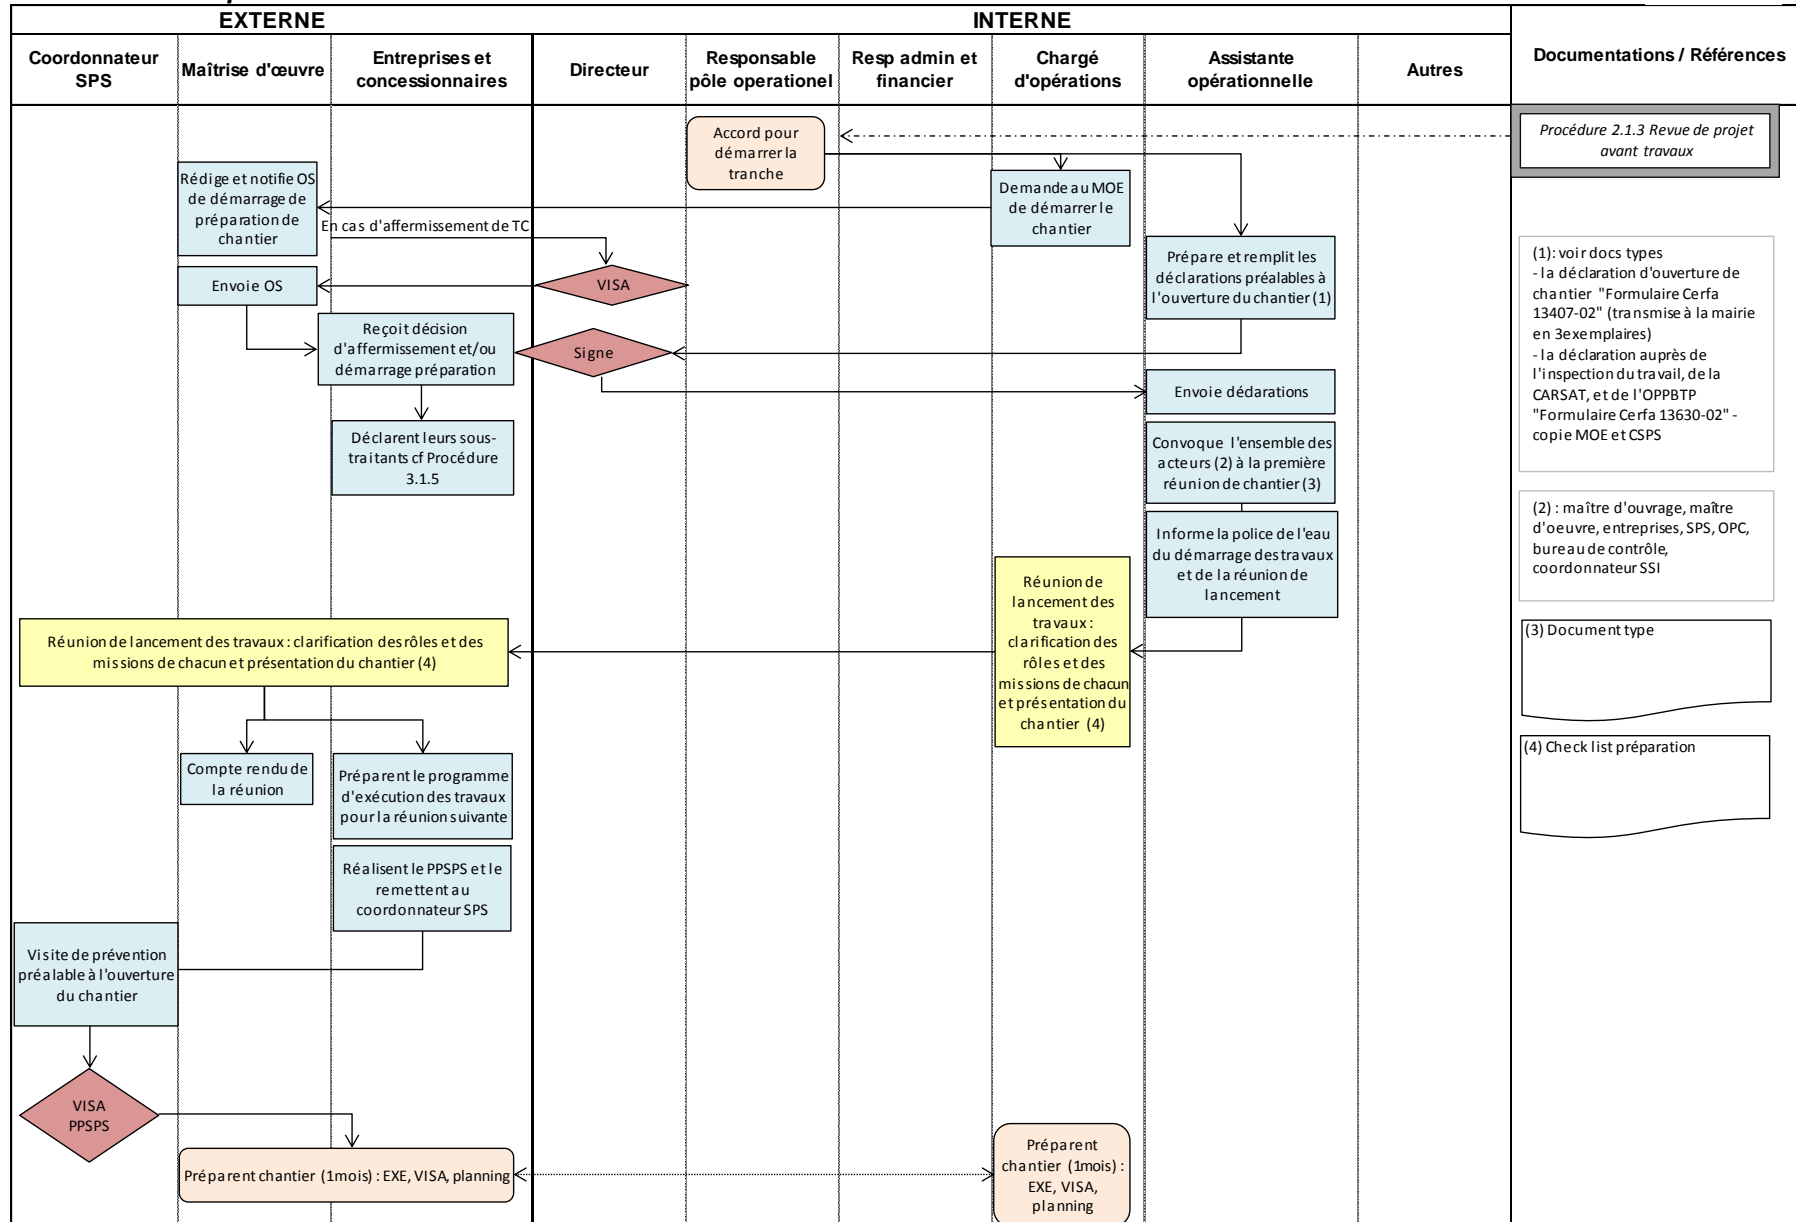 EXTERNE
INTERNE
Coordonnateur
SPS
Maîtrise d'œuvre
Entreprises et
concessionnaires
Directeur
Responsable
pôle operationel
Resp admin et
financier
Chargé
d'opérations
Assistante
opérationnelle
Autres
Documentations / Références
Accord pour
démarrer la
tranche
Procédure 2.1.3 Revue de projet
avant travaux
Rédige et notifie OS
de démarrage de
préparation de
chantier
Demande au MOE
de démarrer le
chantier
En cas d'affermissement de TC
Prépare et remplit les
déclarations préalables à
l'ouverture du chantier (1)
(1): voir docs types
- la déclaration d'ouverture de
chantier "Formulaire Cerfa
13407-02" (transmise à la mairie
en 3exemplaires)
- la déclaration auprès de
l'inspection du travail, de la
CARSAT, et de l'OPPBTP
"Formulaire Cerfa 13630-02" -
copie MOE et CSPS
Envoie OS
VISA
Reçoit décision
d'affermissement et/ou
démarrage préparation
Signe
Envoie déclarations
Déclarent leurs sous-
traitants cf Procédure
3.1.5
Convoque l'ensemble des
acteurs (2) à la première
réunion de chantier (3)
(2) : maître d'ouvrage, maître
d'oeuvre, entreprises, SPS, OPC,
bureau de contrôle,
coordonnateur SSI
Informe la police de l'eau
du démarrage des travaux
et de la réunion de
lancement
Réunion de
lancement des
travaux :
clarification des
rôles et des
missions de chacun
et présentation du
chantier (4)
Réunion de lancement des travaux : clarification des rôles et des
missions de chacun et présentation du chantier (4)
(3) Document type
(4) Check list préparation
Compte rendu de
la réunion
Préparent le programme
d'exécution des travaux
pour la réunion suivante
Réalisent le PPSPS et le
remettent au
coordonnateur SPS
Visite de prévention
préalable à l'ouverture
du chantier
VISA
PPSPS
Préparent chantier (1mois) : EXE, VISA, planning
Préparent
chantier (1mois) :
EXE, VISA,
planning